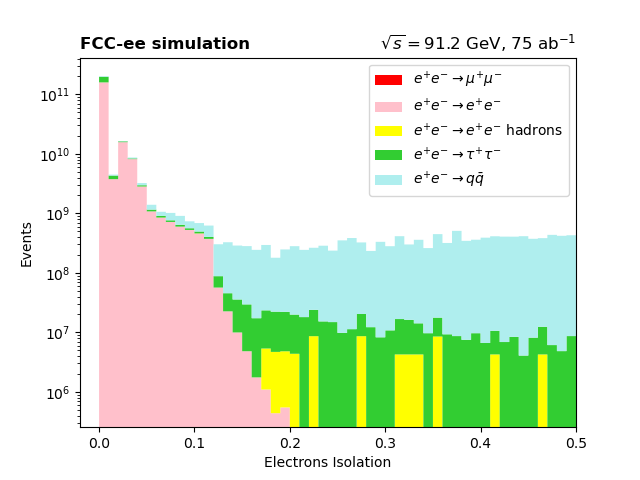 FCC-ee simulation √s = 91.2 GeV, 75 ab⁻¹
e⁺e⁻ → μ⁺μ⁻
e⁺e⁻ → e⁺e⁻
e⁺e⁻ → e⁺e⁻ hadrons
e⁺e⁻ → τ⁺τ⁻
e⁺e⁻ → qq̄
10¹¹
10¹⁰
10⁹
10⁸
10⁷
10⁶
Events
0.0 0.1 0.2 0.3 0.4 0.5
Electrons Isolation